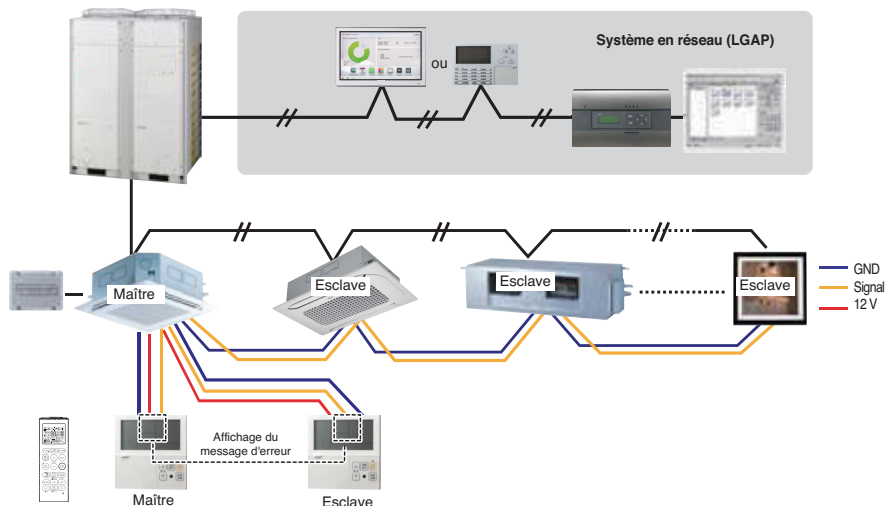 Système en réseau (LGAP)
ou
Maître
Esclave
Esclave
Esclave
GND
Signal
12 V
Affichage du
message d'erreur
Maître
Esclave